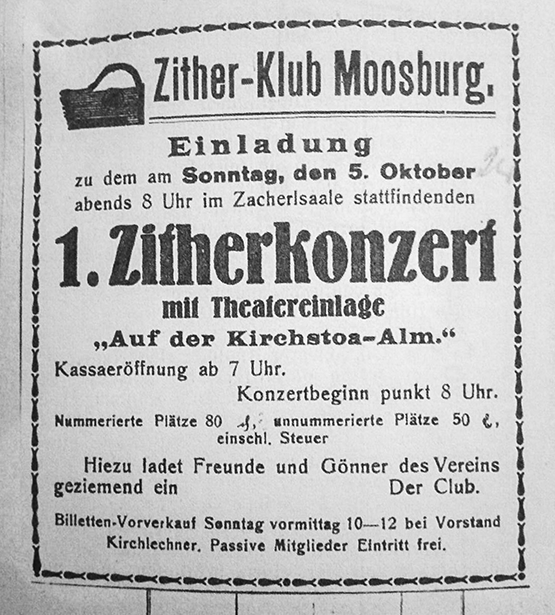 Zither-Klub Moosburg.
Einladung
zu dem am Sonntag, den 5. Oktober
abends 8 Uhr im Zacherlsaale stattfindenden
1. Zitherkonzert
mit Theatereinlage
„Auf der Kirchstoa-Alm.“
Kassaeröffnung ab 7 Uhr.
Konzertbeginn punkt 8 Uhr.
Nummerierte Plätze 80 ₰, unnummerierte Plätze 50 ₰,
einschl. Steuer
Hiezu ladet Freunde und Gönner des Vereins
geziemend ein Der Club.
Billetten-Vorverkauf Sonntag vormittag 10—12 bei Vorstand
Kirchlechner. Passive Mitglieder Eintritt frei.